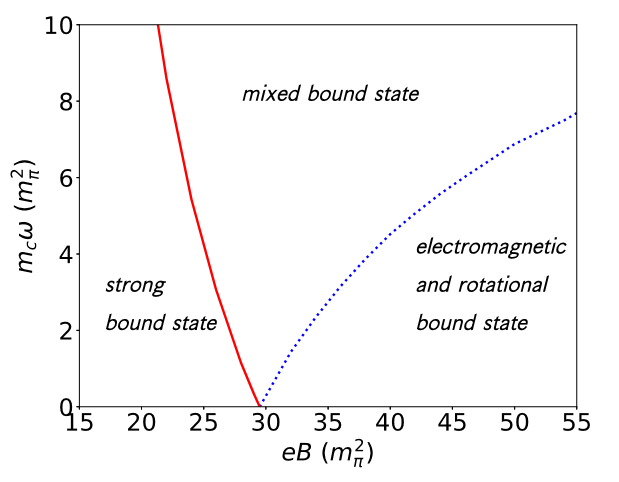 10
mixed bound state
8
6
m_cω (m_π^2)
electromagnetic
4
strong
and rotational
bound state
bound state
2
0
15 20 25 30 35 40 45 50 55
eB (m_π^2)